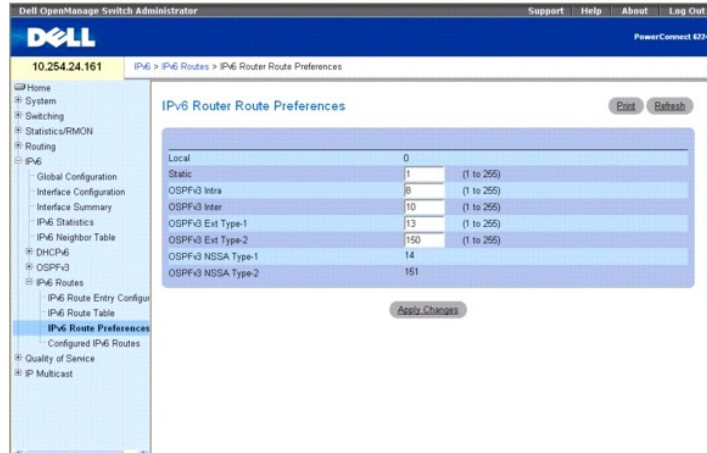 Dell OpenManage Switch Administrator
Support Help About Log Out
DELL
PowerConnect 6224
10.254.24.161
IPv6 > IPv6 Routes > IPv6 Router Route Preferences
Home
System
Switching
Statistics/RMON
Routing
IPv6
Global Configuration
Interface Configuration
Interface Summary
IPv6 Statistics
IPv6 Neighbor Table
DHCPv6
OSPFv3
IPv6 Routes
IPv6 Route Entry Configur
IPv6 Route Table
IPv6 Route Preferences
Configured IPv6 Routes
Quality of Service
IP Multicast
IPv6 Router Route Preferences
Print Refresh
Local 0
Static 1 (1 to 255)
OSPFv3 Intra 8 (1 to 255)
OSPFv3 Inter 10 (1 to 255)
OSPFv3 Ext Type-1 13 (1 to 255)
OSPFv3 Ext Type-2 150 (1 to 255)
OSPFv3 NSSA Type-1 14
OSPFv3 NSSA Type-2 151
Apply Changes